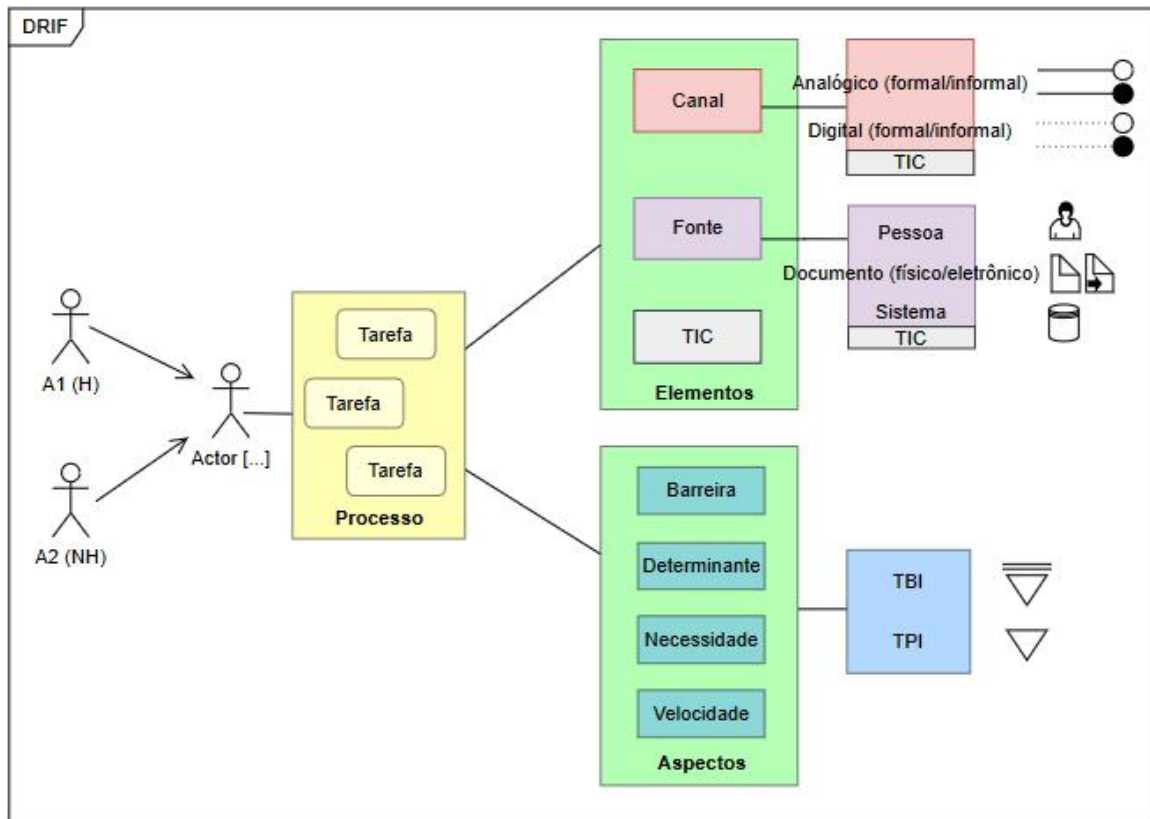 DRIF
A1 (H)
A2 (NH)
Actor [...]
Tarefa
Tarefa
Tarefa
Processo
Canal
Fonte
TIC
Elementos
Analógico (formal/informal)
Digital (formal/informal)
TIC
Pessoa
Documento (físico/eletrônico)
Sistema
TIC
Barreira
Determinante
Necessidade
Velocidade
Aspectos
TBI
TPI